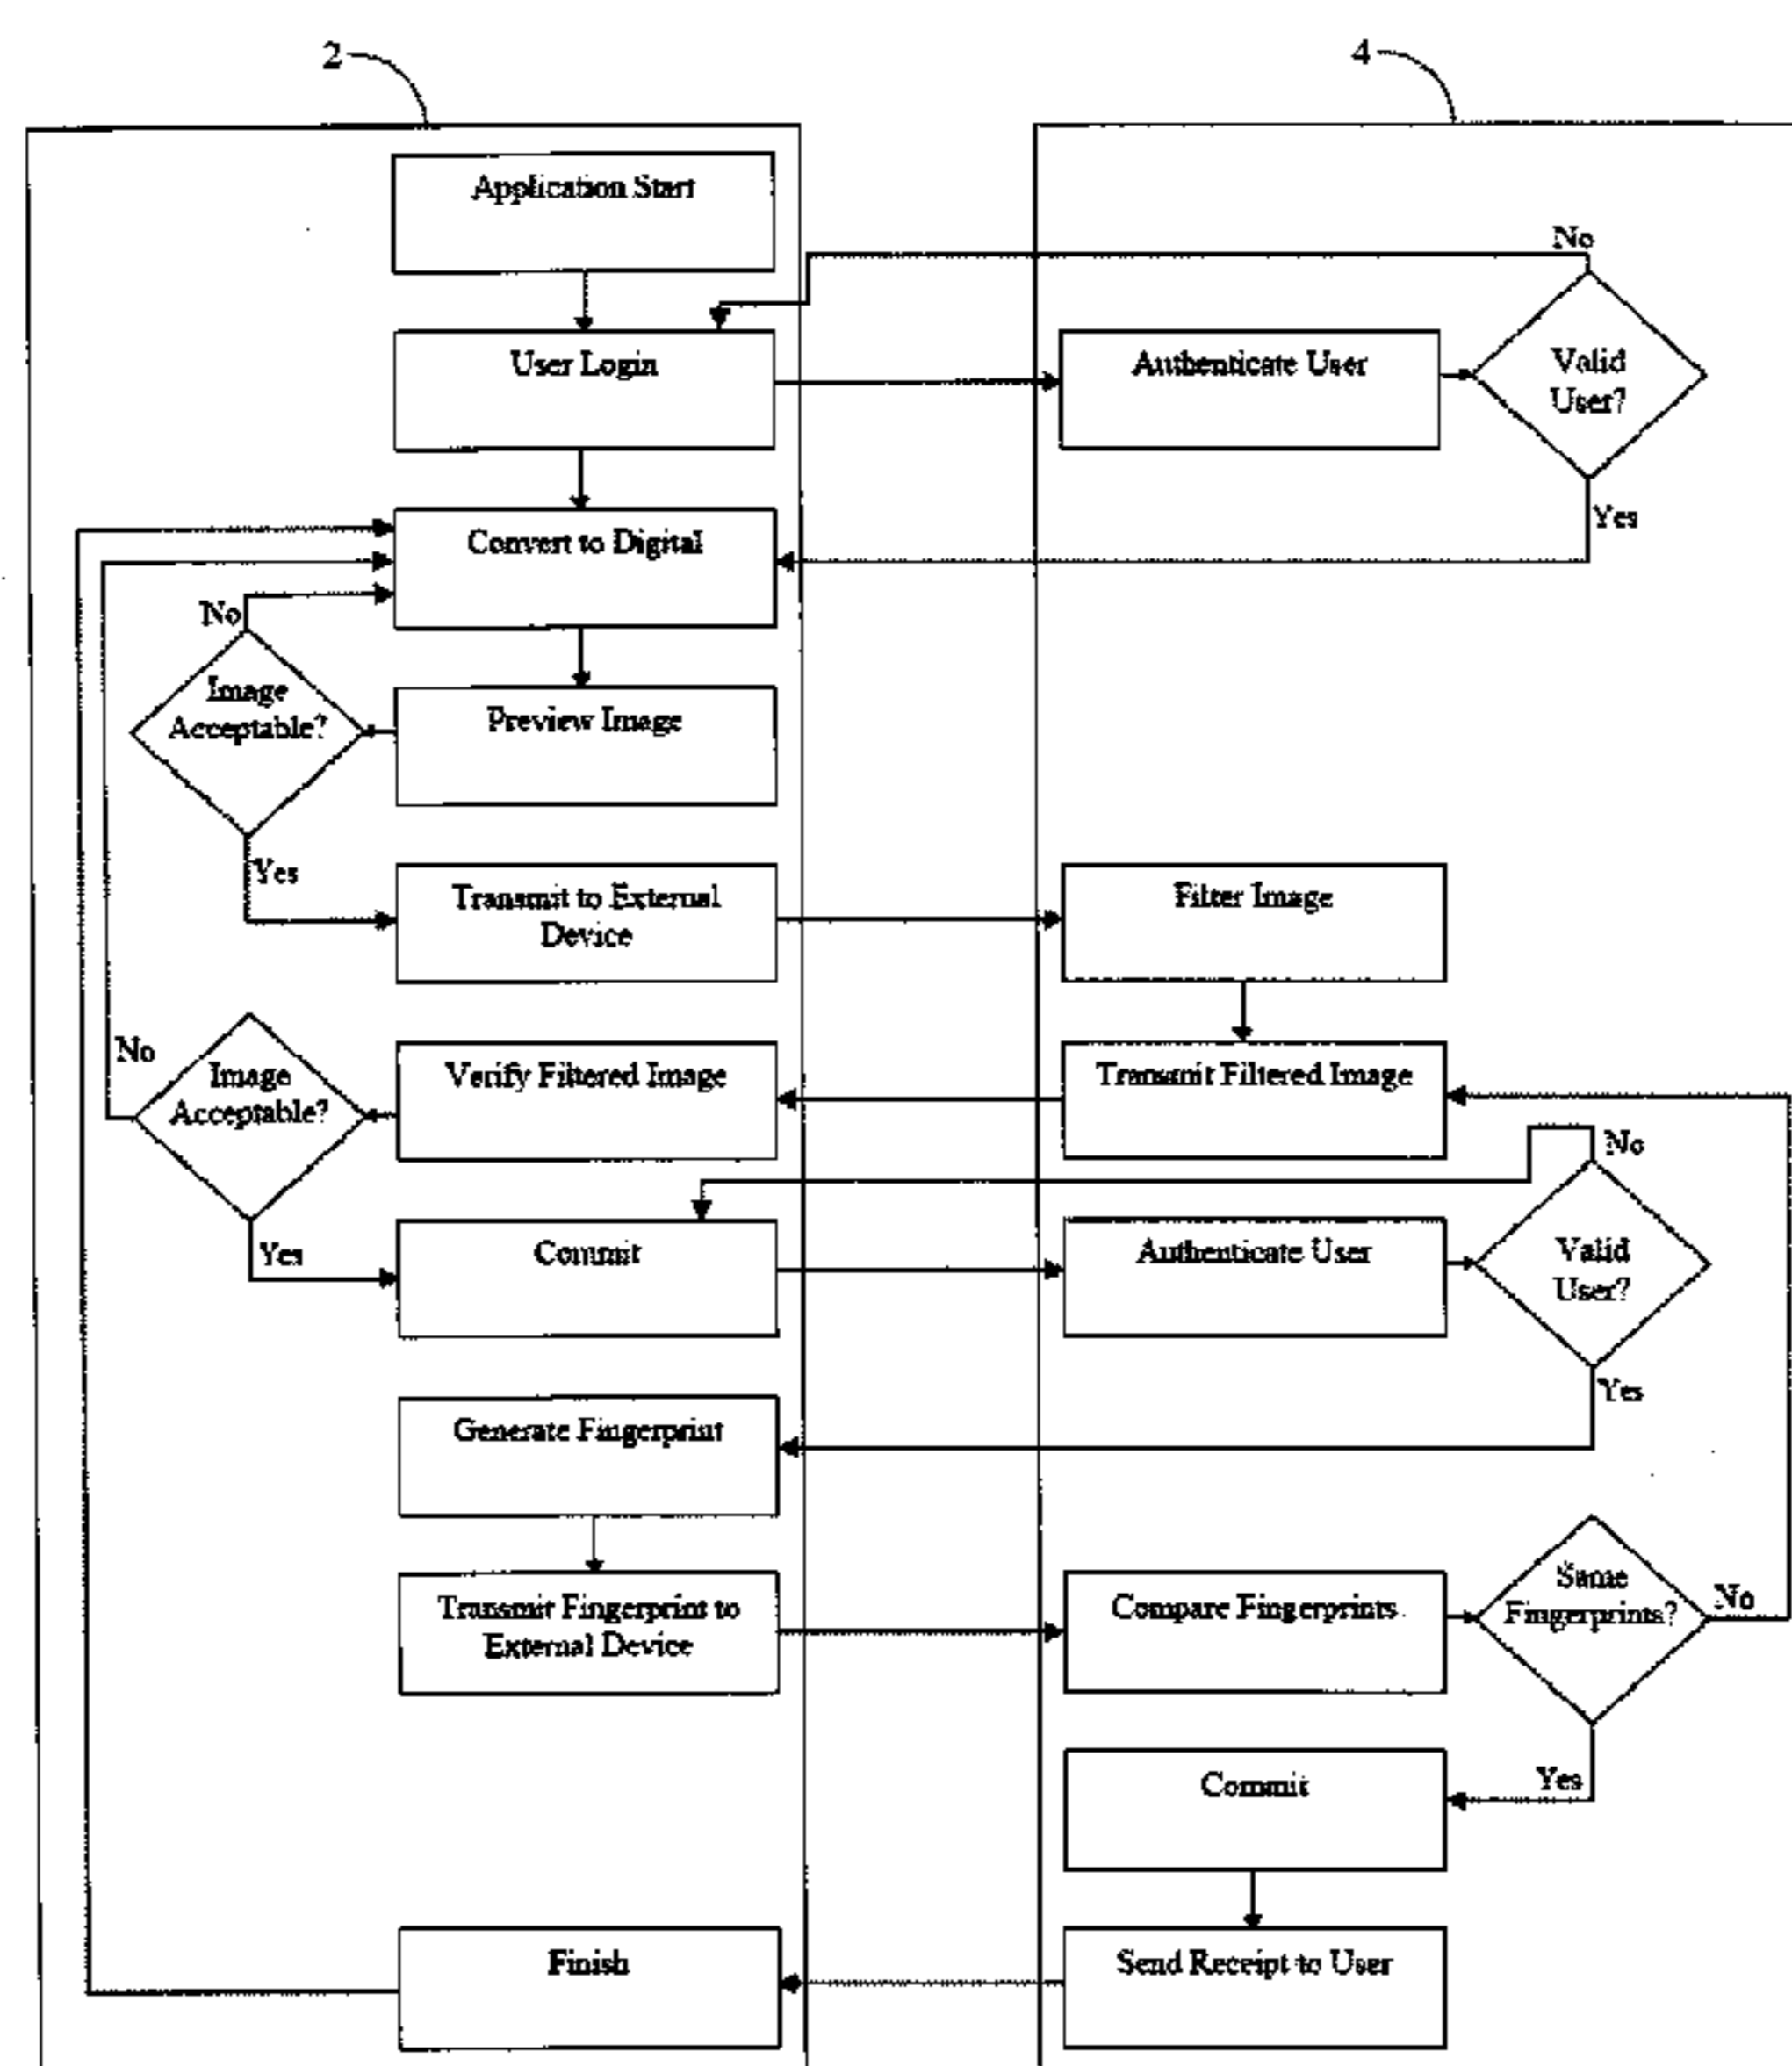 2
4
Application Start
No
User Login
Authenticate User
Valid
User?
Yes
Convert to Digital
No
Image
Acceptable?
Preview Image
Yes
Transmit to External
Device
Filter Image
No
Image
Acceptable?
Verify Filtered Image
Transmit Filtered Image
No
Yes
Commit
Authenticate User
Valid
User?
Yes
Generate Fingerprint
Transmit Fingerprint to
External Device
Compare Fingerprints
Same
Fingerprints?
No
Commit
Yes
Finish
Send Receipt to User